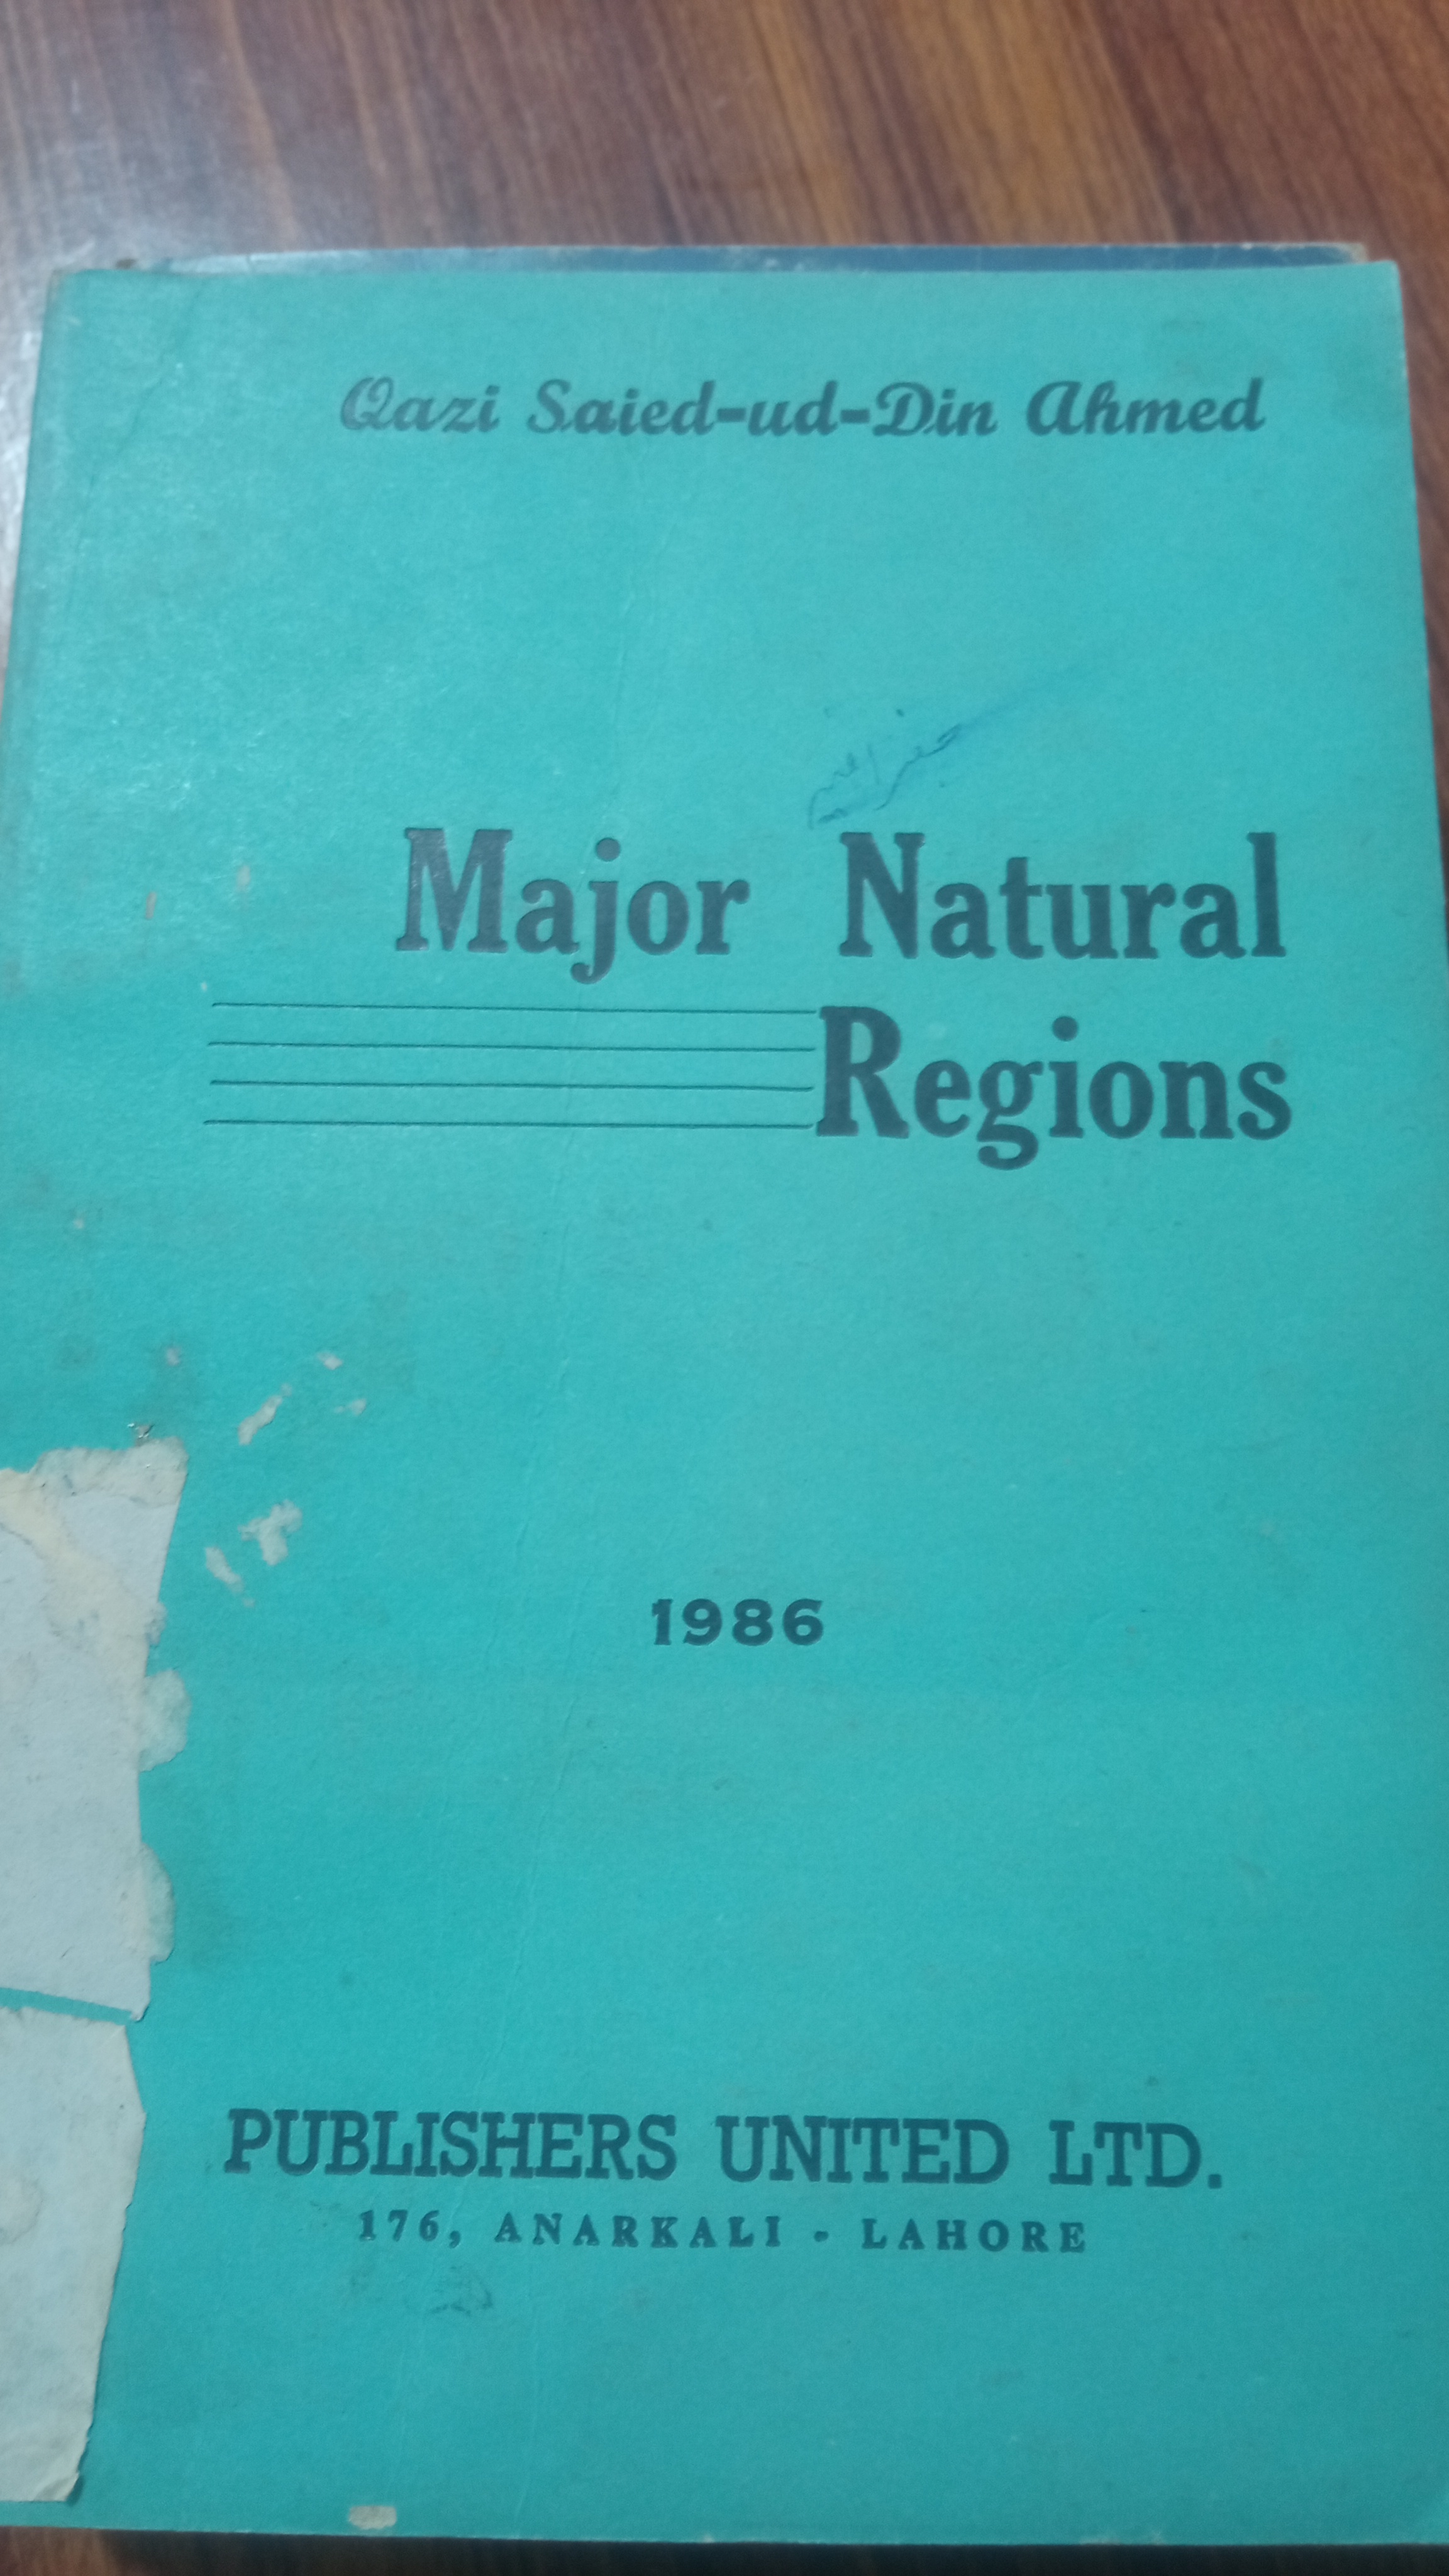 Qazi Saied-ud-Din Ahmed
Major Natural
Regions
1986
PUBLISHERS UNITED LTD.
176, ANARKALI - LAHORE